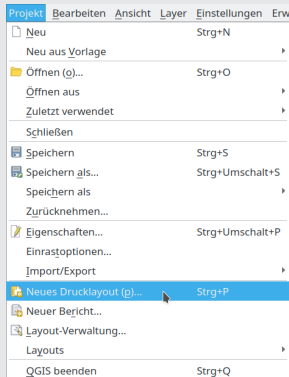 Projekt Bearbeiten Ansicht Layer Einstellungen Erw
Neu Strg+N
Neu aus Vorlage
Öffnen (o)... Strg+O
Öffnen aus
Zuletzt verwendet
Schließen
Speichern Strg+S
Speichern als... Strg+Umschalt+S
Speichern als
Zurücknehmen...
Eigenschaften... Strg+Umschalt+P
Einrastoptionen...
Import/Export
Neues Drucklayout (p)... Strg+P
Neuer Bericht...
Layout-Verwaltung...
Layouts
QGIS beenden Strg+Q